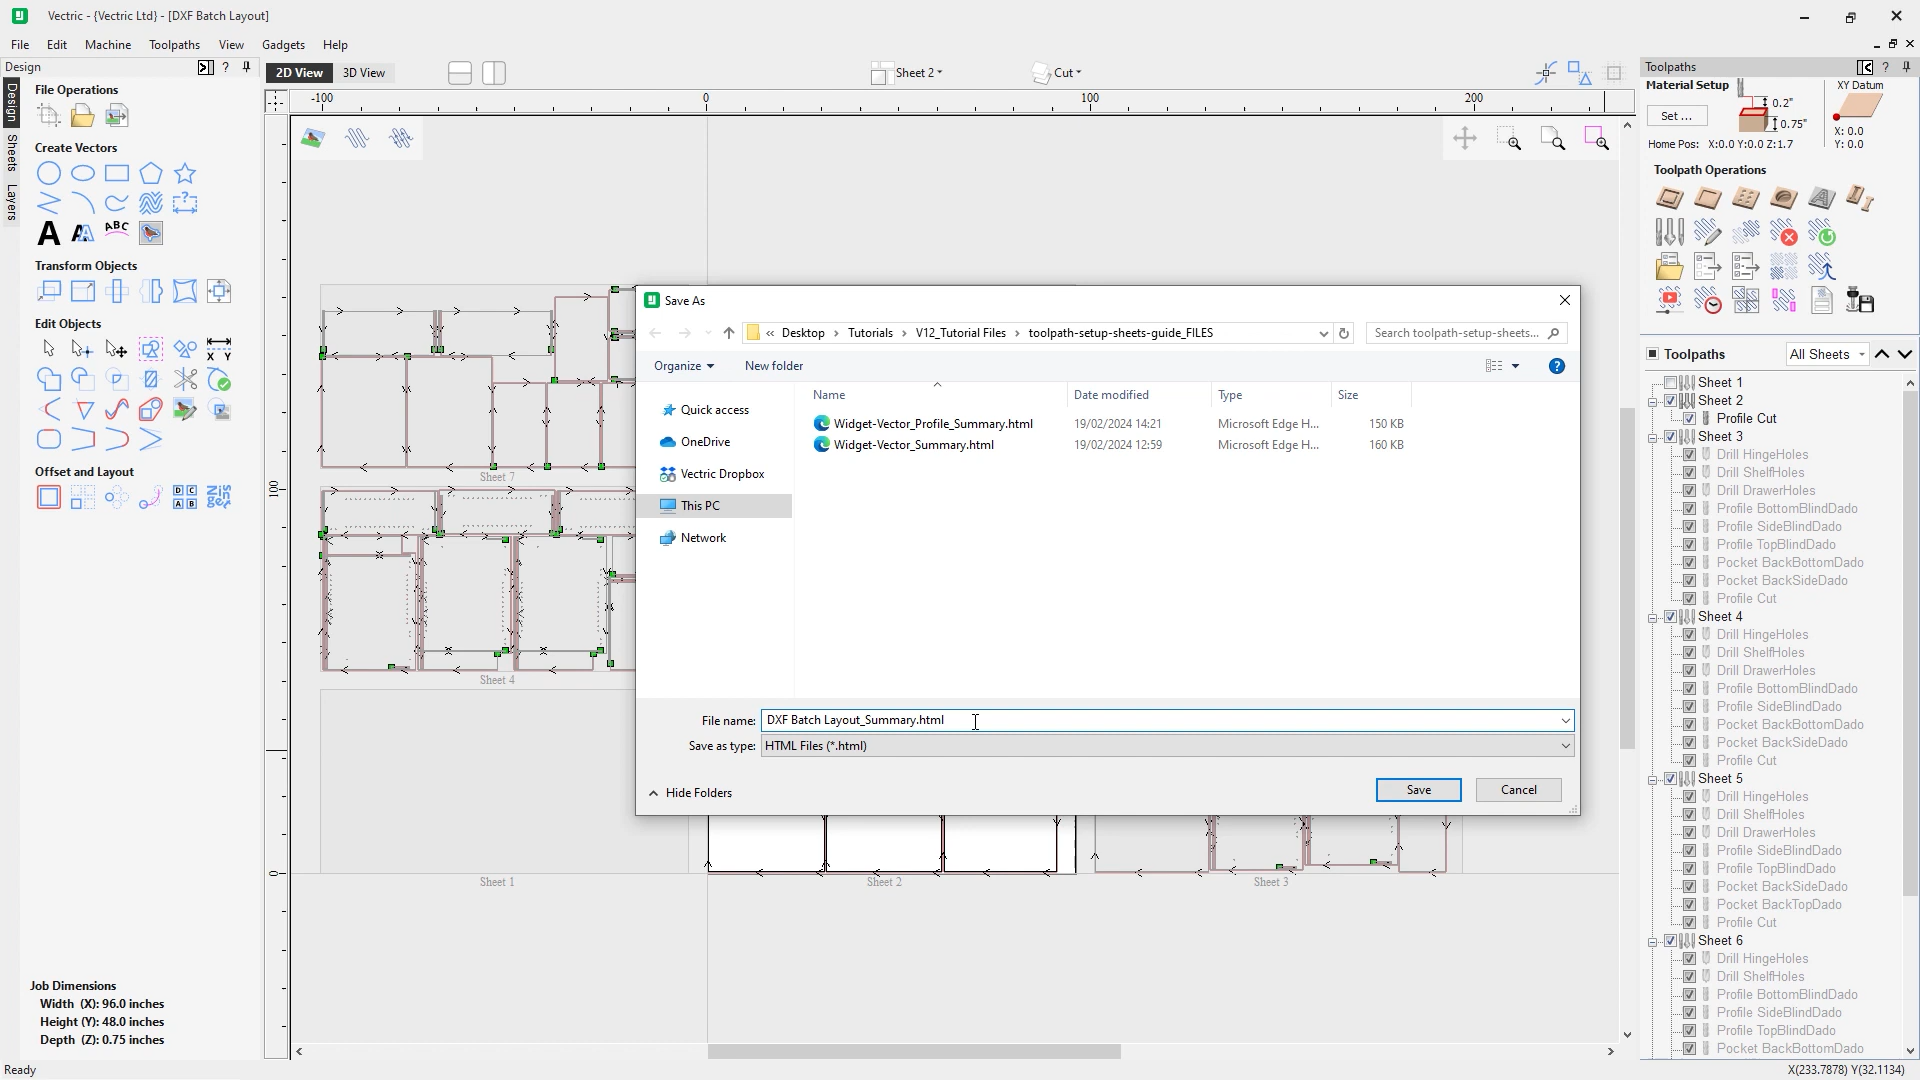 Vectric - {Vectric Ltd} - [DXF Batch Layout]
File Edit Machine Toolpaths View Gadgets Help
Design
2D View 3D View Sheet 2 Cut
Design
Sheets
Layers
File Operations
Create Vectors
Transform Objects
Edit Objects
Offset and Layout
Job Dimensions
Width (X): 96.0 inches
Height (Y): 48.0 inches
Depth (Z): 0.75 inches
Ready
-100 0 100 200
100
0
Sheet 7
Sheet 4
Sheet 1
Sheet 2
Sheet 3
Save As
« Desktop › Tutorials › V12_Tutorial Files › toolpath-setup-sheets-guide_FILES
Search toolpath-setup-sheets...
Organize New folder
Quick access
OneDrive
Vectric Dropbox
This PC
Network
Name Date modified Type Size
Widget-Vector_Profile_Summary.html 19/02/2024 14:21 Microsoft Edge H... 150 KB
Widget-Vector_Summary.html 19/02/2024 12:59 Microsoft Edge H... 160 KB
File name: DXF Batch Layout_Summary.html
Save as type: HTML Files (*.html)
Hide Folders
Save Cancel
Toolpaths
Material Setup
Set ...
0.2"
0.75"
XY Datum
X: 0.0
Y: 0.0
Home Pos: X:0.0 Y:0.0 Z:1.7
Toolpath Operations
Toolpaths All Sheets
Sheet 1
Sheet 2
Profile Cut
Sheet 3
Drill HingeHoles
Drill ShelfHoles
Drill DrawerHoles
Profile BottomBlindDado
Profile SideBlindDado
Profile TopBlindDado
Pocket BackBottomDado
Pocket BackSideDado
Profile Cut
Sheet 4
Drill HingeHoles
Drill ShelfHoles
Drill DrawerHoles
Profile BottomBlindDado
Profile SideBlindDado
Pocket BackBottomDado
Pocket BackSideDado
Profile Cut
Sheet 5
Drill HingeHoles
Drill ShelfHoles
Drill DrawerHoles
Profile BottomBlindDado
Profile SideBlindDado
Profile TopBlindDado
Pocket BackSideDado
Pocket BackTopDado
Profile Cut
Sheet 6
Drill HingeHoles
Drill ShelfHoles
Profile BottomBlindDado
Profile SideBlindDado
Profile TopBlindDado
Pocket BackBottomDado
X(233.7878) Y(32.1134)